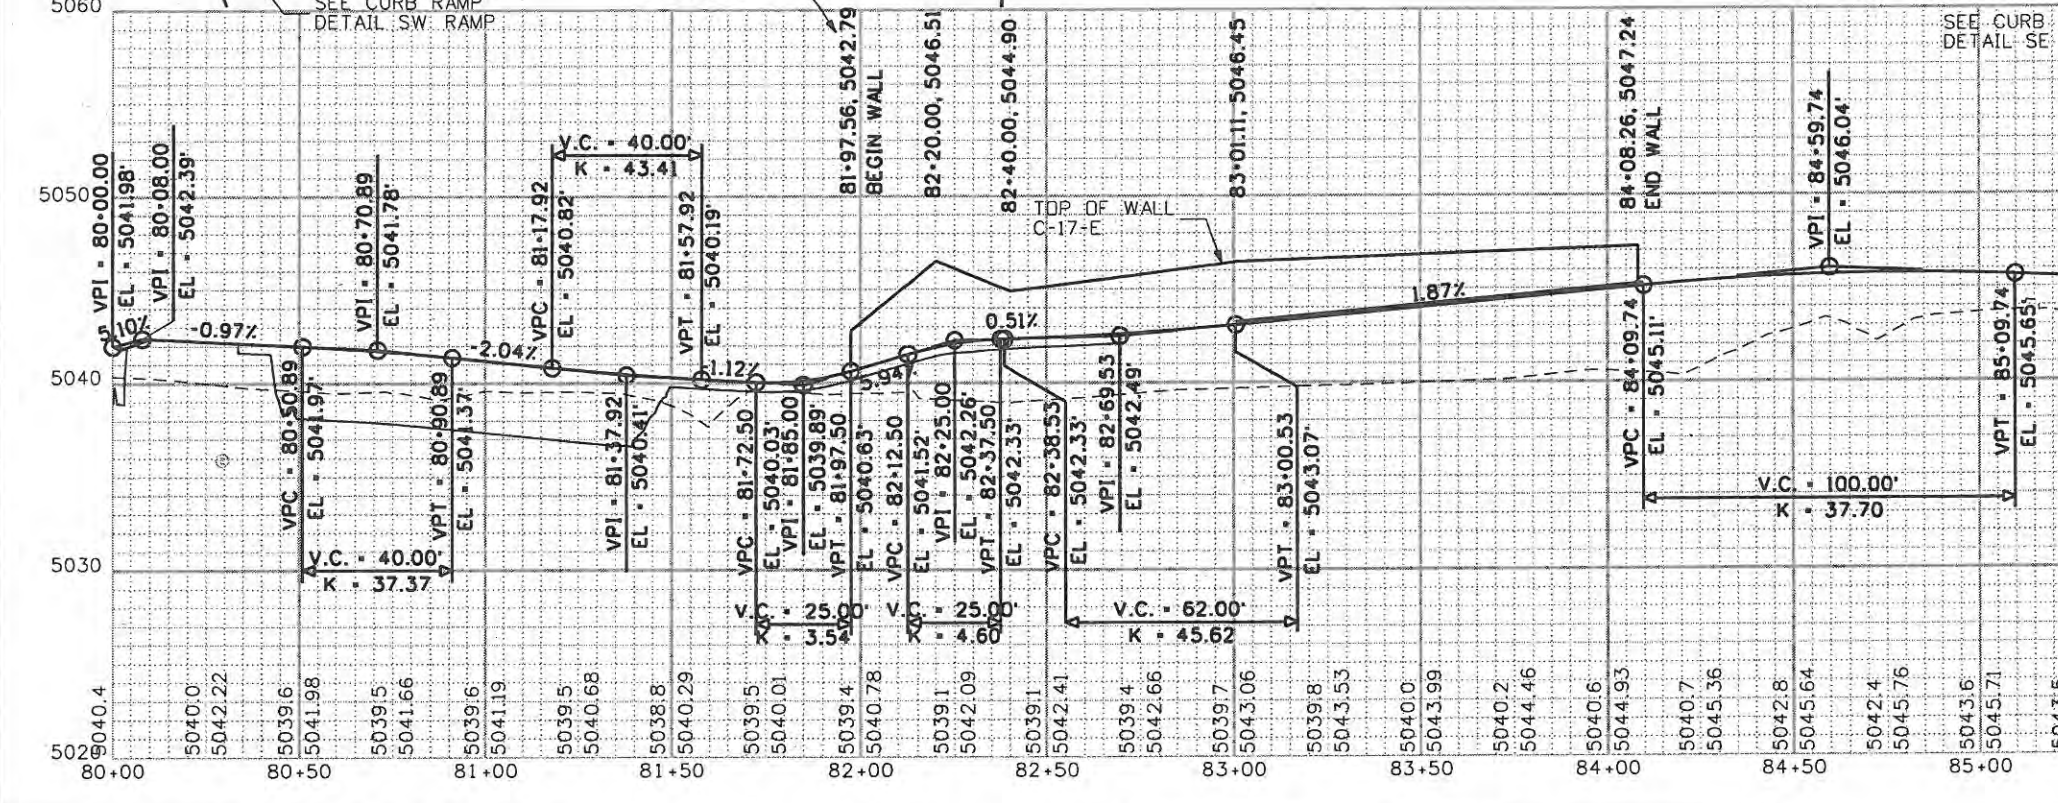 5060
SEE CURB RAMP
DETAIL SW RAMP
81+97.56, 5042.79
BEGIN WALL
82+20.00, 5046.51
82+40.00, 5044.90
83+01.11, 5046.45
84+08.26, 5047.24
END WALL
SEE CURB
DETAIL SE
5050
VPI = 80+00.00
EL = 5041.98'
VPI = 80+08.00
EL = 5042.39'
VPI = 80+70.89
EL = 5041.78'
V.C. = 40.00'
K = 43.41
VPC = 81+17.92
EL = 5040.82'
VPT = 81+57.92
EL = 5040.19'
TOP OF WALL
C-17-E
VPI = 84+59.74
EL = 5046.04'
5.10%
-0.97%
-2.04%
-1.12%
5.94%
0.51%
1.87%
5040
VPC = 80+50.89
EL = 5041.97'
VPT = 80+90.89
EL = 5041.37'
V.C. = 40.00'
K = 37.37
VPI = 81+37.92
EL = 5040.41'
VPC = 81+72.50
EL = 5040.03'
VPI = 81+85.00
EL = 5039.89'
VPT = 81+97.50
EL = 5040.63'
V.C. = 25.00'
K = 3.54
VPC = 82+12.50
EL = 5041.52'
VPI = 82+25.00
EL = 5042.26'
VPT = 82+37.50
EL = 5042.33'
V.C. = 25.00'
K = 4.60
VPC = 82+38.53
EL = 5042.33'
VPI = 82+69.53
EL = 5042.49'
VPT = 83+00.53
EL = 5043.07'
V.C. = 62.00'
K = 45.62
VPC = 84+09.74
EL = 5045.11'
V.C. = 100.00'
K = 37.70
VPT = 85+09.74
EL = 5045.65'
5030
5040.4
5040.0
5042.22
5039.6
5041.98
5039.5
5041.66
5039.6
5041.19
5039.5
5040.68
5038.8
5040.29
5039.5
5040.01
5039.4
5040.78
5039.1
5042.09
5039.1
5042.41
5039.4
5042.66
5039.7
5043.06
5039.8
5043.53
5040.0
5043.99
5040.2
5044.46
5040.6
5044.93
5040.7
5045.36
5042.8
5045.64
5042.4
5045.76
5043.6
5045.71
80+00
80+50
81+00
81+50
82+00
82+50
83+00
83+50
84+00
84+50
85+00